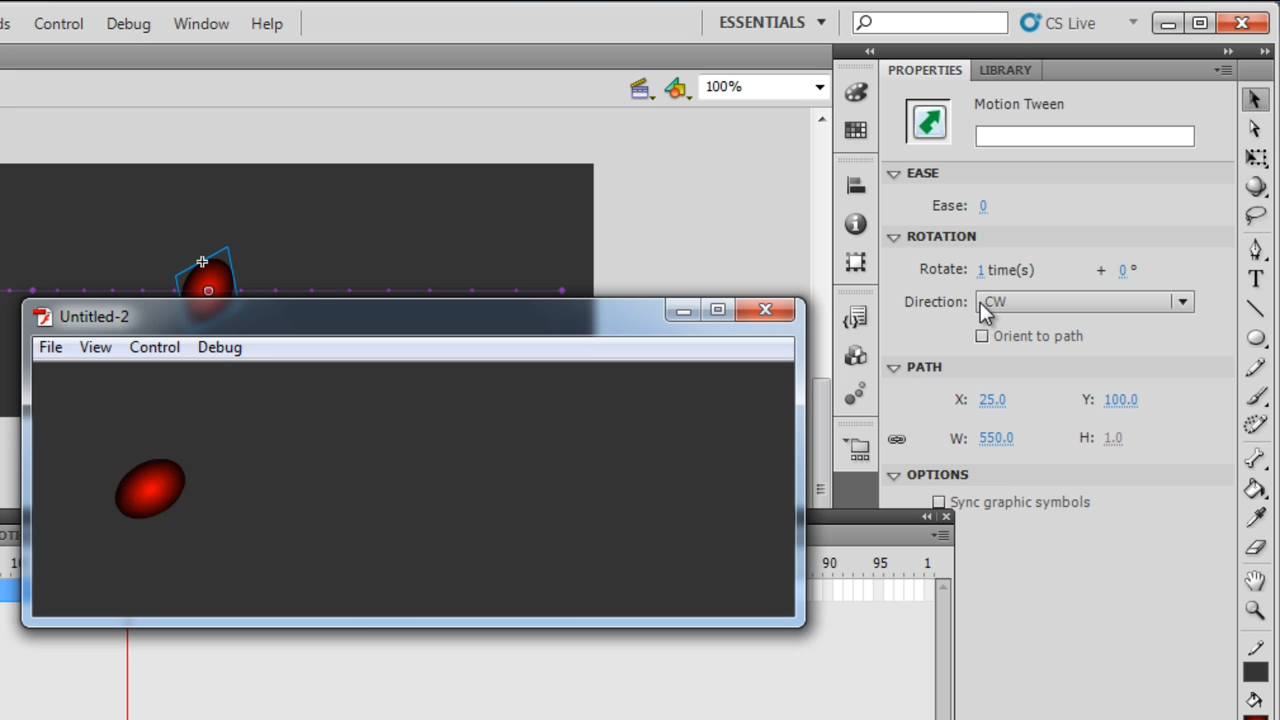 Control Debug Window Help ESSENTIALS CS Live
PROPERTIES LIBRARY
100%
Motion Tween
EASE
Ease: 0
ROTATION
Rotate: 1 time(s) + 0 °
Direction: CW
Orient to path
PATH
X: 25.0 Y: 100.0
W: 550.0 H: 1.0
OPTIONS
Sync graphic symbols
Untitled-2
File View Control Debug
90 95 1